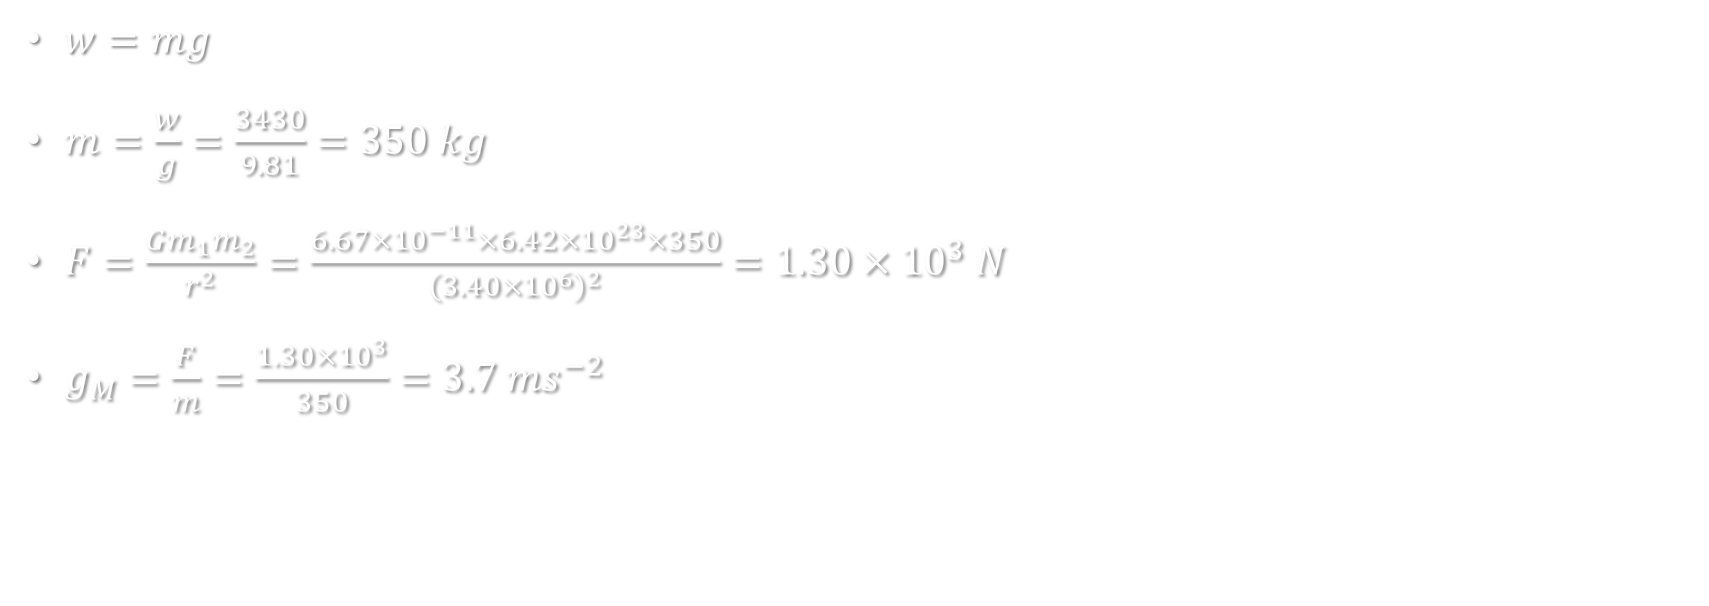 • w = mg
• m = w/g = 3430/9.81 = 350 kg
• F = Gm₁m₂/r² = 6.67×10⁻¹¹×6.42×10²³×350/(3.40×10⁶)² = 1.30 × 10³ N
• g_M = F/m = 1.30×10³/350 = 3.7 ms⁻²